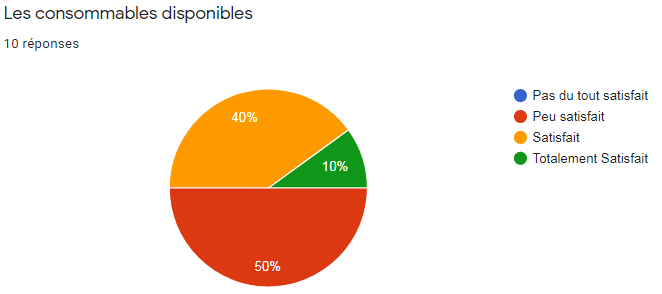 Les consommables disponibles
10 réponses
Pas du tout satisfait
Peu satisfait
Satisfait
Totalement Satisfait
40%
10%
50%